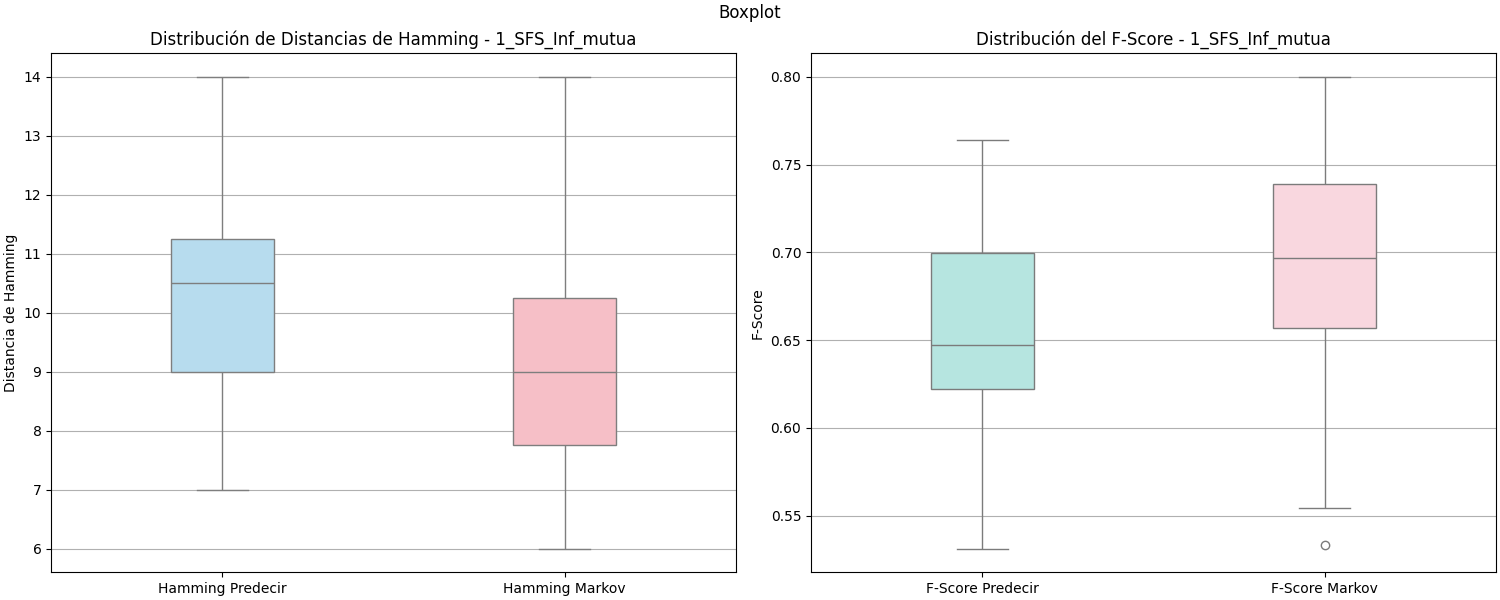 Boxplot
Distribución de Distancias de Hamming - 1_SFS_Inf_mutua
Distancia de Hamming
14
13
12
11
10
9
8
7
6
Hamming Predecir
Hamming Markov
Distribución del F-Score - 1_SFS_Inf_mutua
F-Score
0.80
0.75
0.70
0.65
0.60
0.55
F-Score Predecir
F-Score Markov